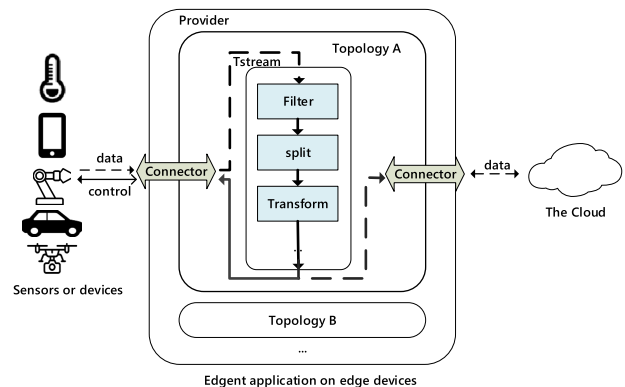 Provider
Topology A
Tstream
Filter
split
Transform
...
data
control
Connector
Connector
data
The Cloud
Sensors or devices
Topology B
...
Edgent application on edge devices